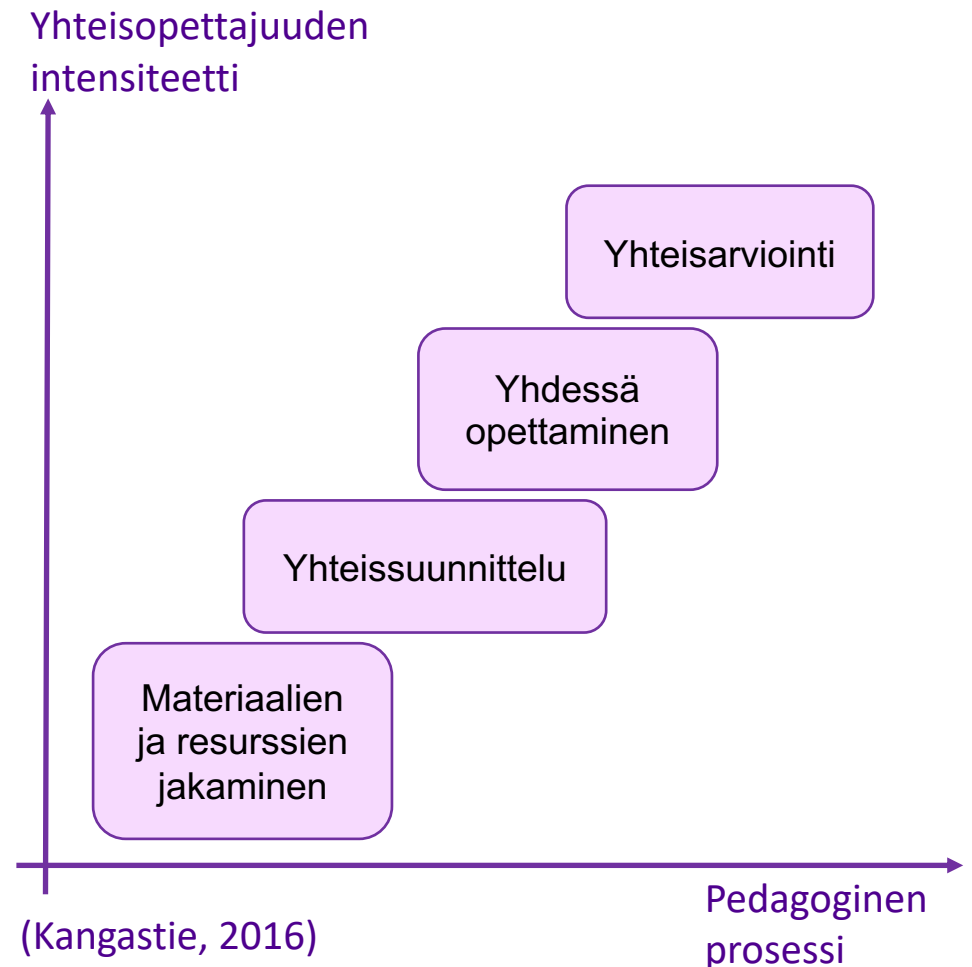 Yhteisopettajuuden
intensiteetti
Yhteisarviointi
Yhdessä
opettaminen
Yhteissuunnittelu
Materiaalien
ja resurssien
jakaminen
Pedagoginen
prosessi
(Kangastie, 2016)